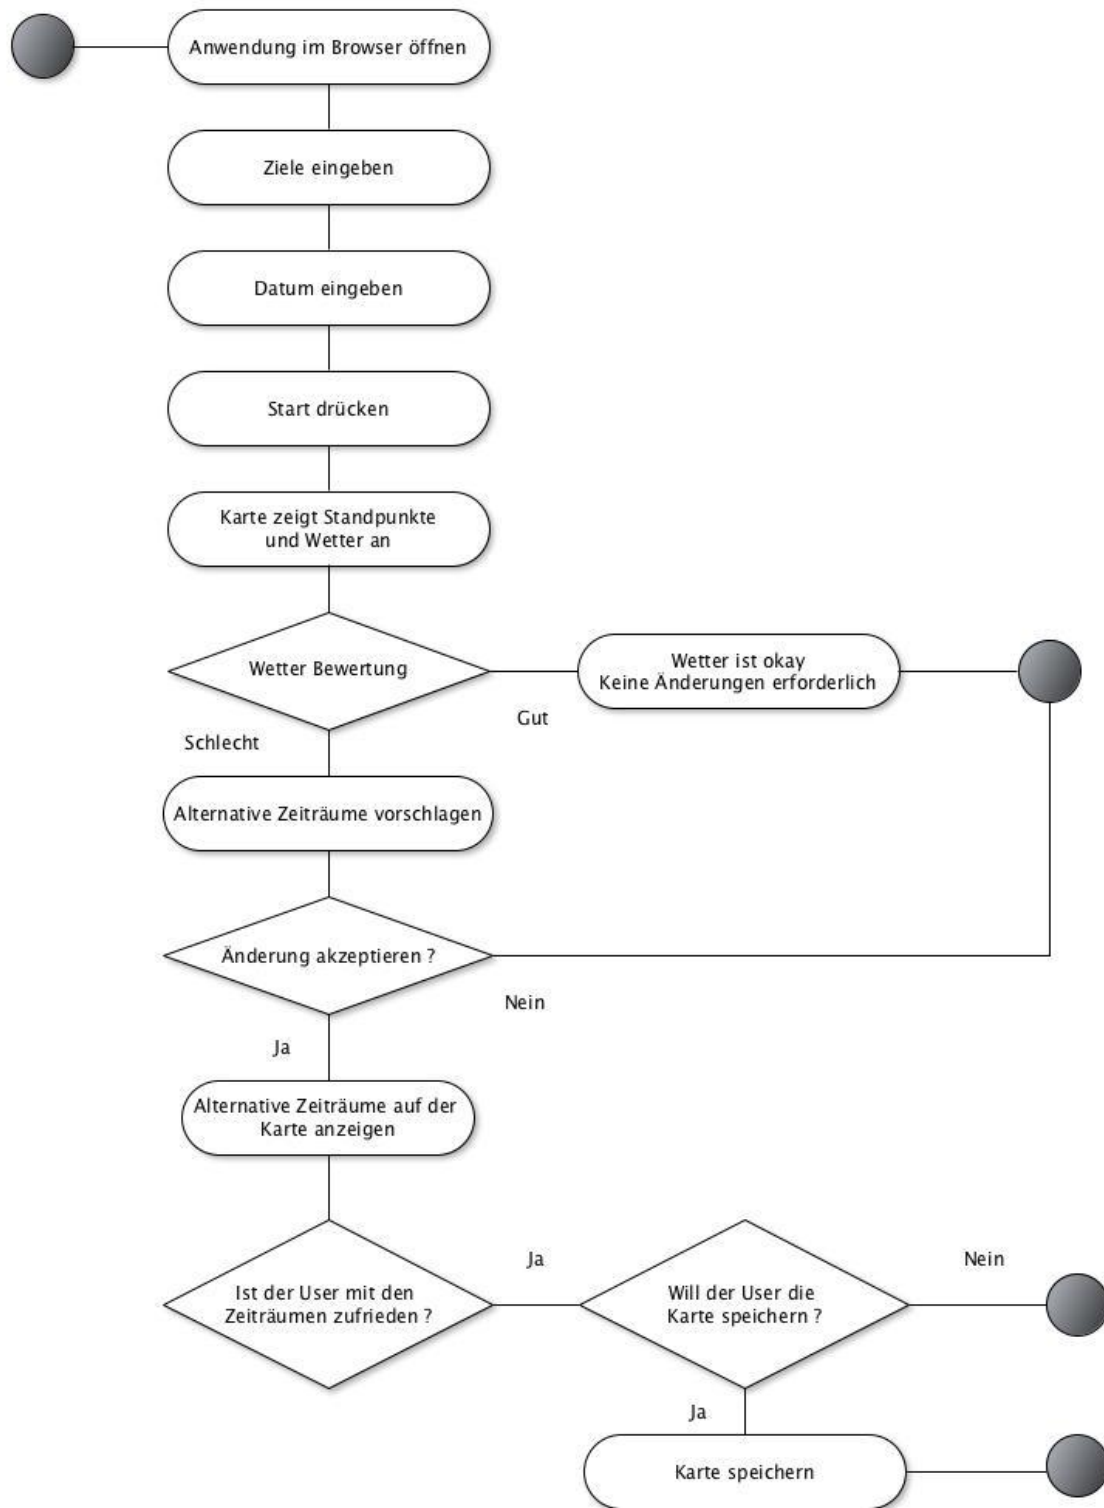 Anwendung im Browser öffnen
Ziele eingeben
Datum eingeben
Start drücken
Karte zeigt Standpunkte
und Wetter an
Wetter Bewertung
Wetter ist okay
Keine Änderungen erforderlich
Gut
Schlecht
Alternative Zeiträume vorschlagen
Änderung akzeptieren ?
Nein
Ja
Alternative Zeiträume auf der
Karte anzeigen
Ist der User mit den
Zeiträumen zufrieden ?
Ja
Will der User die
Karte speichern ?
Nein
Ja
Karte speichern